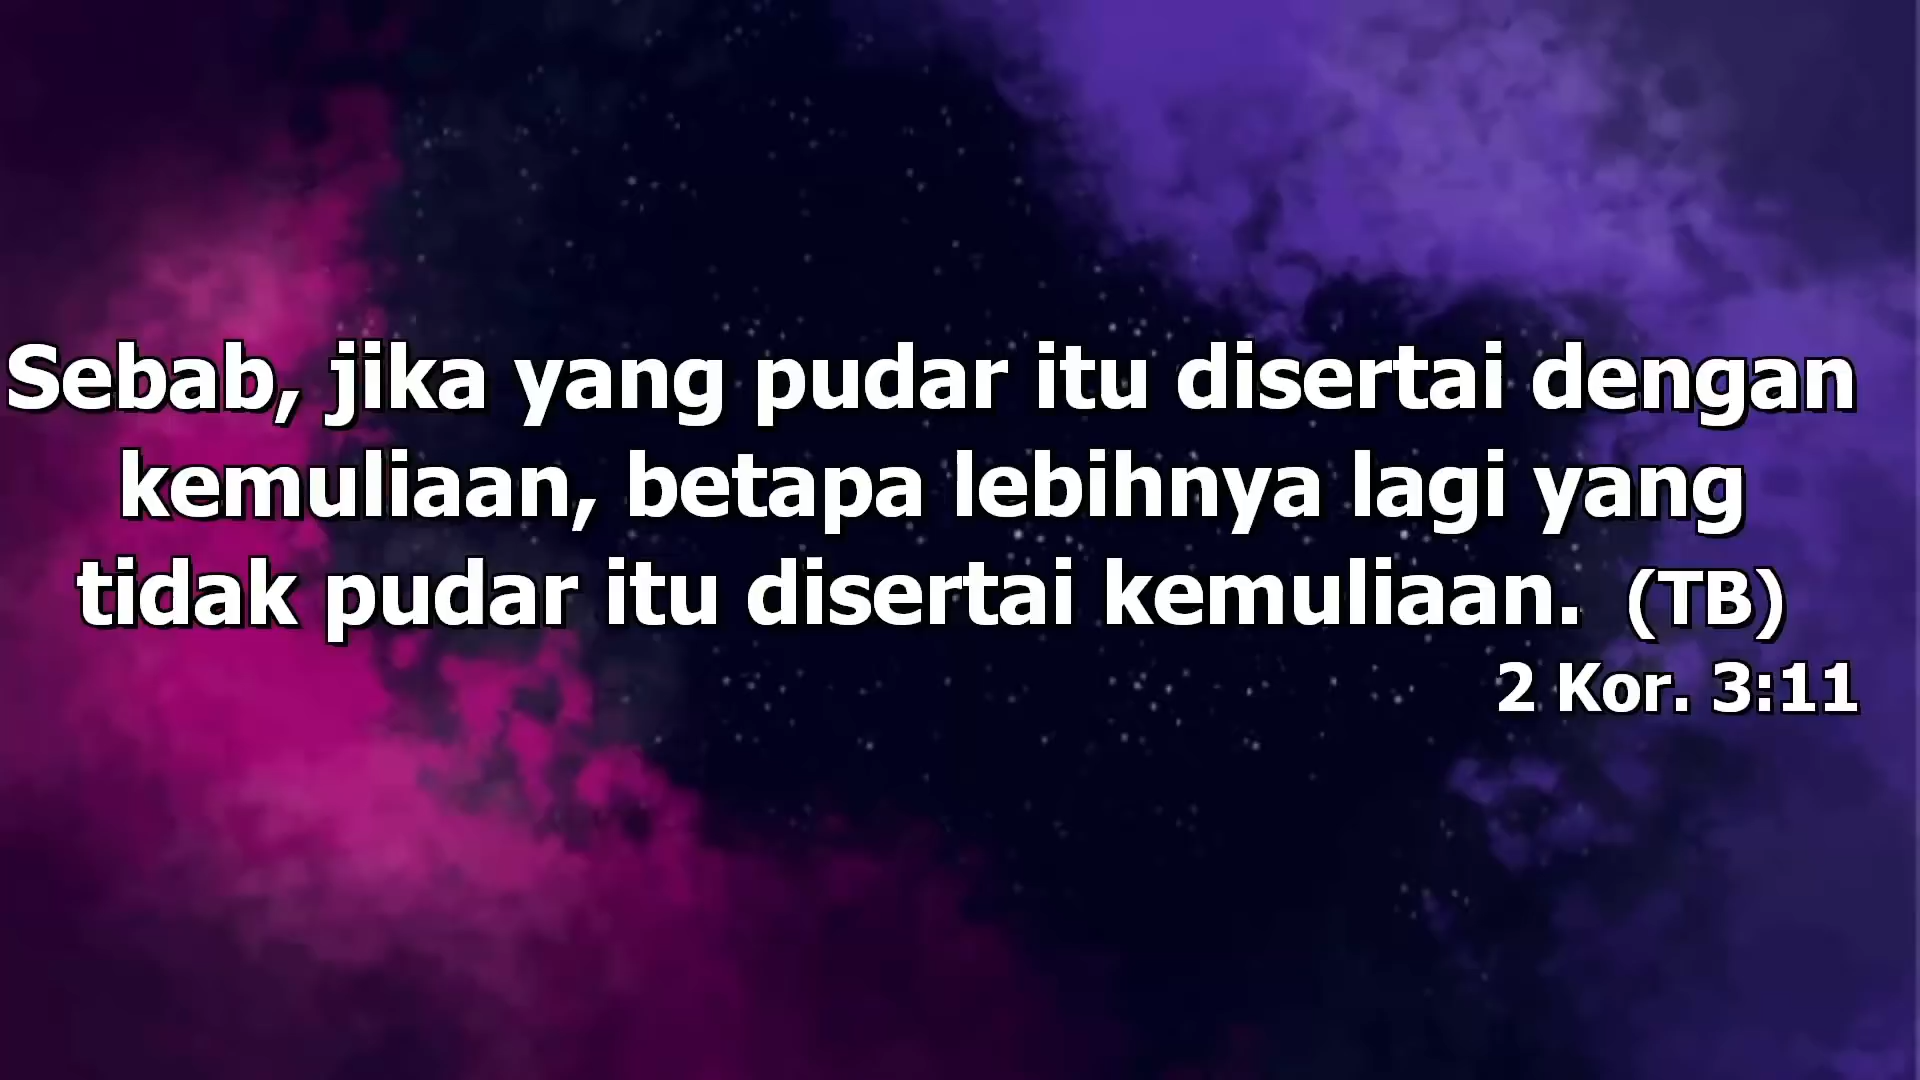 Sebab, jika yang pudar itu disertai dengan
kemuliaan, betapa lebihnya lagi yang
tidak pudar itu disertai kemuliaan. (TB)
2 Kor. 3:11